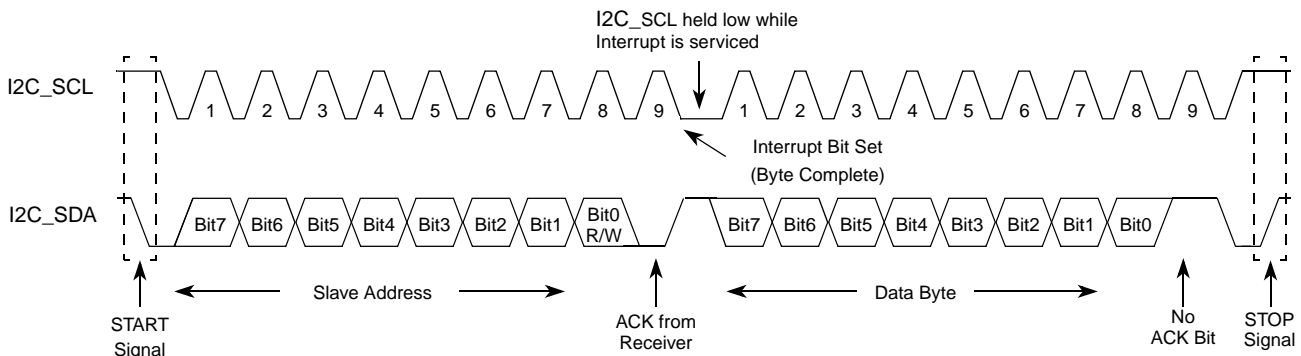 I2C_SCL held low while
Interrupt is serviced
I2C_SCL
1 2 3 4 5 6 7 8 9 1 2 3 4 5 6 7 8 9
Interrupt Bit Set
(Byte Complete)
I2C_SDA
Bit7 Bit6 Bit5 Bit4 Bit3 Bit2 Bit1 Bit0 R/W Bit7 Bit6 Bit5 Bit4 Bit3 Bit2 Bit1 Bit0
Slave Address
Data Byte
START
Signal
ACK from
Receiver
No
ACK Bit
STOP
Signal